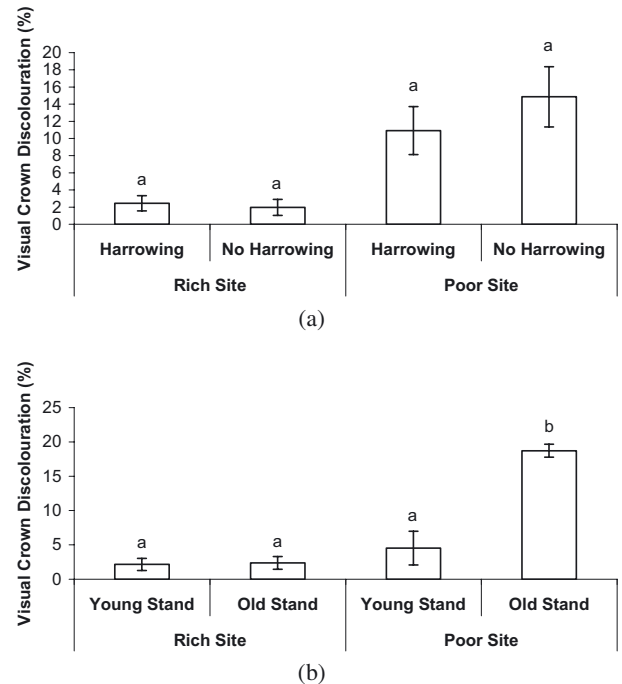 Visual Crown Discolouration (%)
20
18
16
14
12
10
8
6
4
2
0
a
a
a
a
Harrowing
No Harrowing
Harrowing
No Harrowing
Rich Site
Poor Site
(a)
Visual Crown Discolouration (%)
25
20
15
10
5
0
a
a
a
b
Young Stand
Old Stand
Young Stand
Old Stand
Rich Site
Poor Site
(b)